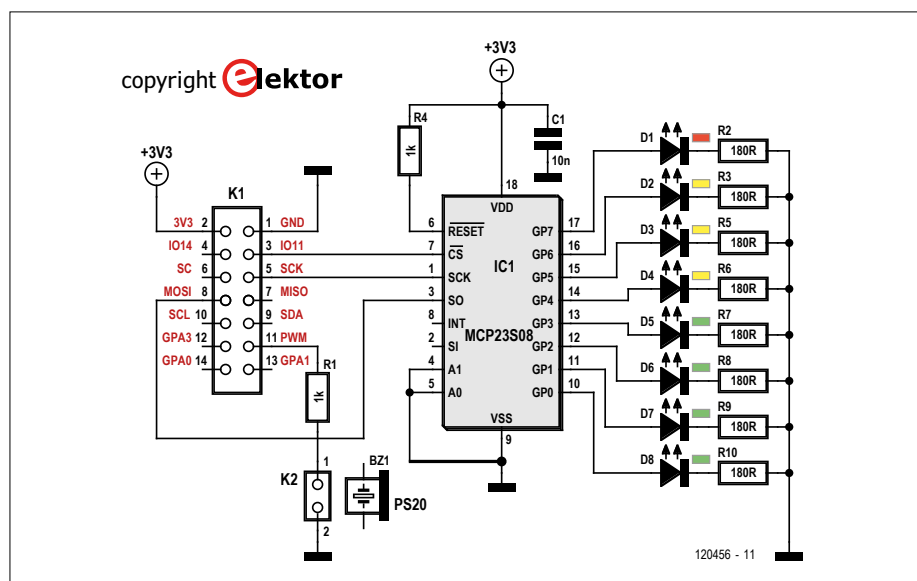 copyright elektor
+3V3
+3V3
K1
3V3 2 1 GND
IO14 4 3 IO11
SC 6 5 SCK
MOSI 8 7 MISO
SCL 10 9 SDA
GPA3 12 11 PWM
GPA0 14 13 GPA1
R1
1k
K2
1
2
BZ1
PS20
R4
1k
C1
10n
18
VDD
6 RESET
7 CS
1 SCK
3 SO
8 INT
2 SI
4 A1
5 A0
IC1
MCP23S08
VSS
9
GP7 17
GP6 16
GP5 15
GP4 14
GP3 13
GP2 12
GP1 11
GP0 10
D1 R2
180R
D2 R3
180R
D3 R5
180R
D4 R6
180R
D5 R7
180R
D6 R8
180R
D7 R9
180R
D8 R10
180R
120456 - 11